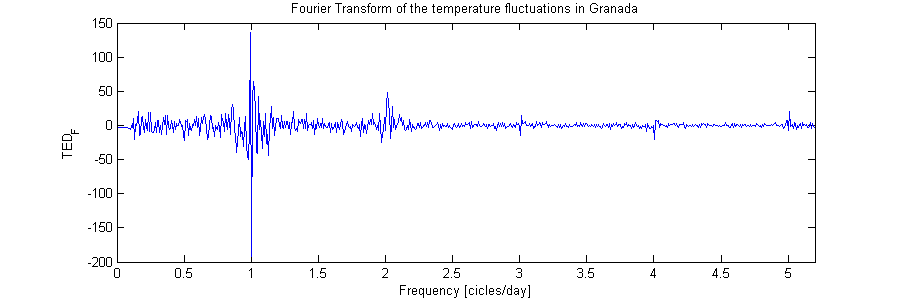 Fourier Transform of the temperature fluctuations in Granada
150
100
50
0
-50
-100
-150
-200
TED_F
0 0.5 1 1.5 2 2.5 3 3.5 4 4.5 5
Frequency [cicles/day]